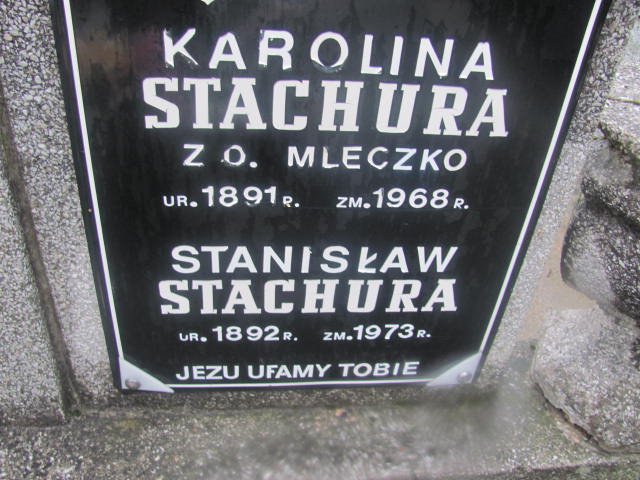 KAROLINA
STACHURA
Z O. MLECZKO
UR. 1891 R. ZM. 1968 R.
STANISŁAW
STACHURA
UR. 1892 R. ZM. 1973 R.
JEZU UFAMY TOBIE